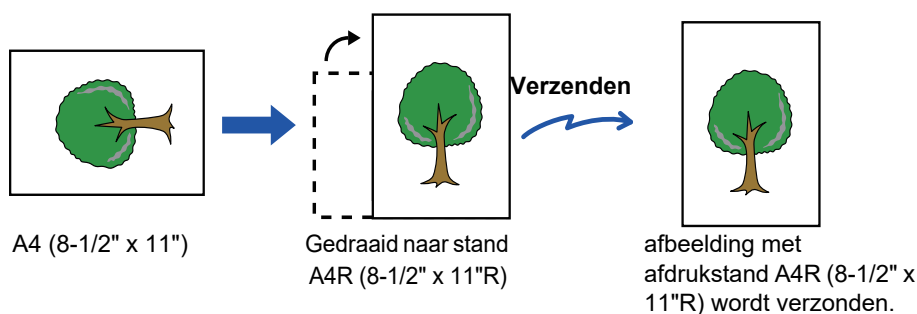 Verzenden
A4 (8-1/2" x 11")
Gedraaid naar stand
A4R (8-1/2" x 11"R)
afbeelding met
afdrukstand A4R (8-1/2" x
11"R) wordt verzonden.